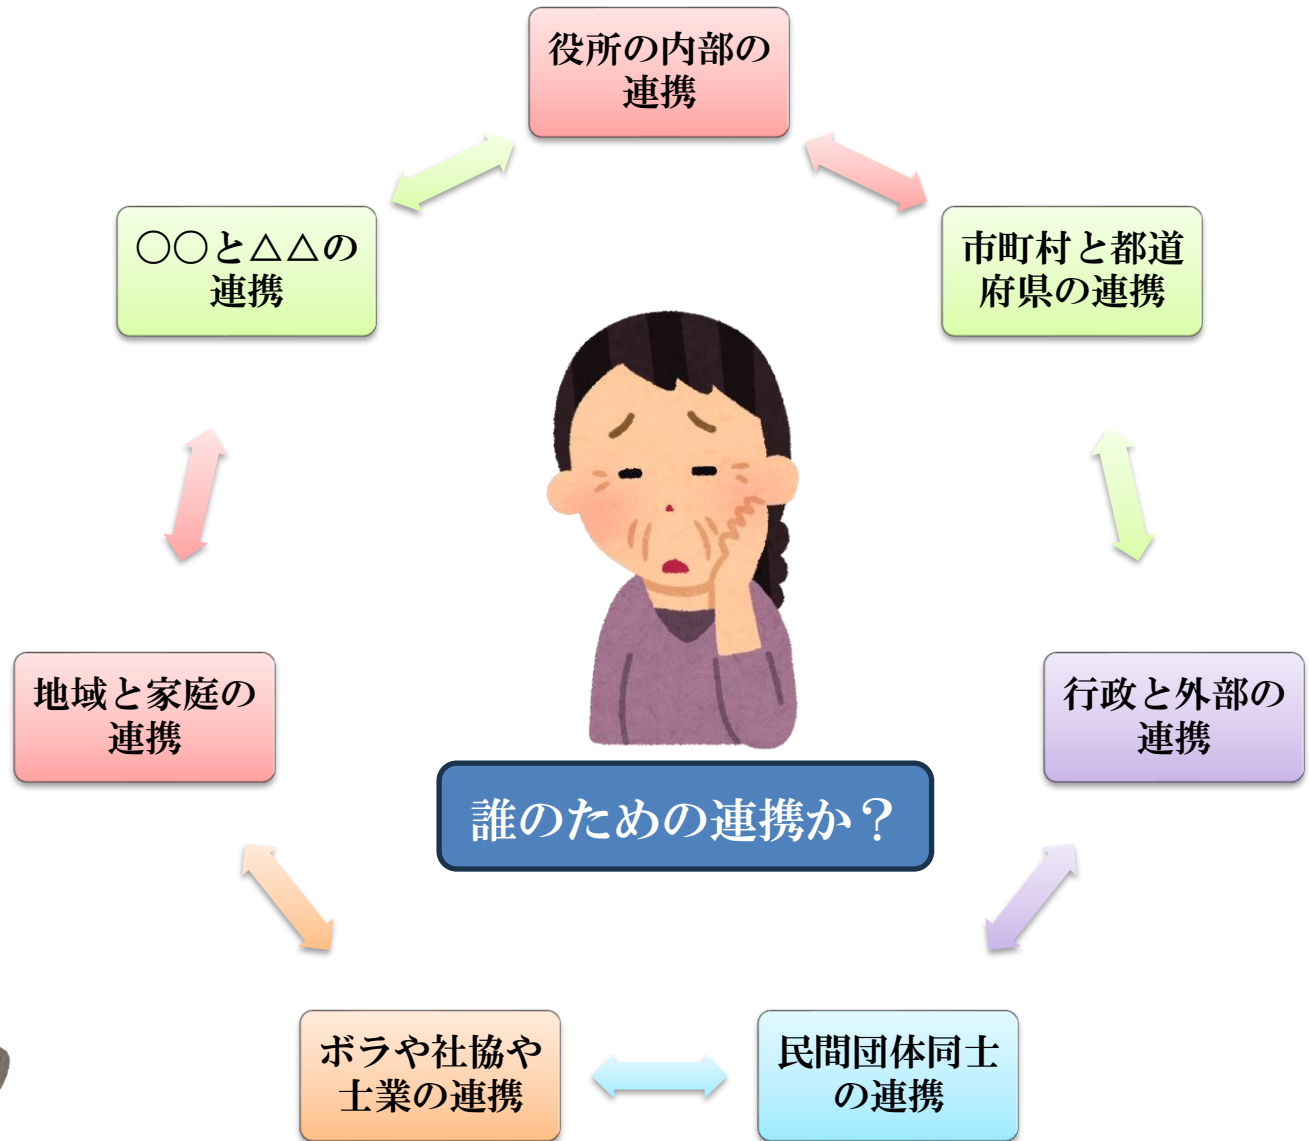 役所の内部の
連携
〇〇と△△の
連携
市町村と都道
府県の連携
地域と家庭の
連携
行政と外部の
連携
誰のための連携か？
ボラや社協や
士業の連携
民間団体同士
の連携